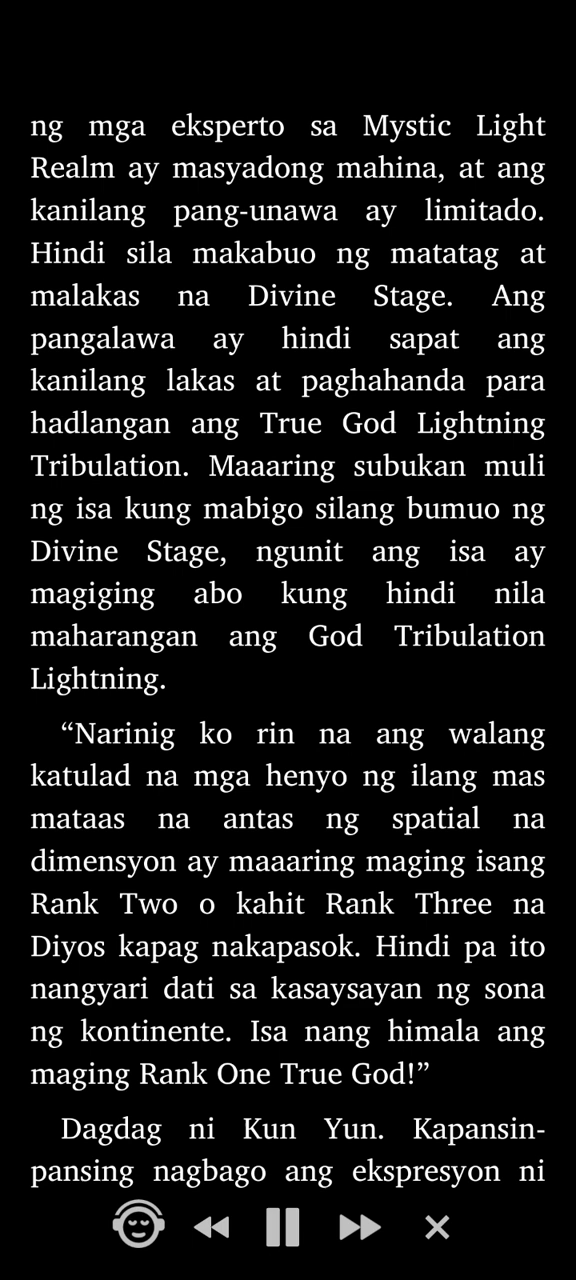 ng mga eksperto sa Mystic Light
Realm ay masyadong mahina, at ang
kanilang pang-unawa ay limitado.
Hindi sila makabuo ng matatag at
malakas na Divine Stage. Ang
pangalawa ay hindi sapat ang
kanilang lakas at paghahanda para
hadlangan ang True God Lightning
Tribulation. Maaaring subukan muli
ng isa kung mabigo silang bumuo ng
Divine Stage, ngunit ang isa ay
magiging abo kung hindi nila
maharangan ang God Tribulation
Lightning.
“Narinig ko rin na ang walang
katulad na mga henyo ng ilang mas
mataas na antas ng spatial na
dimensyon ay maaaring maging isang
Rank Two o kahit Rank Three na
Diyos kapag nakapasok. Hindi pa ito
nangyari dati sa kasaysayan ng sona
ng kontinente. Isa nang himala ang
maging Rank One True God!”
Dagdag ni Kun Yun. Kapansin-
pansing nagbago ang ekspresyon ni